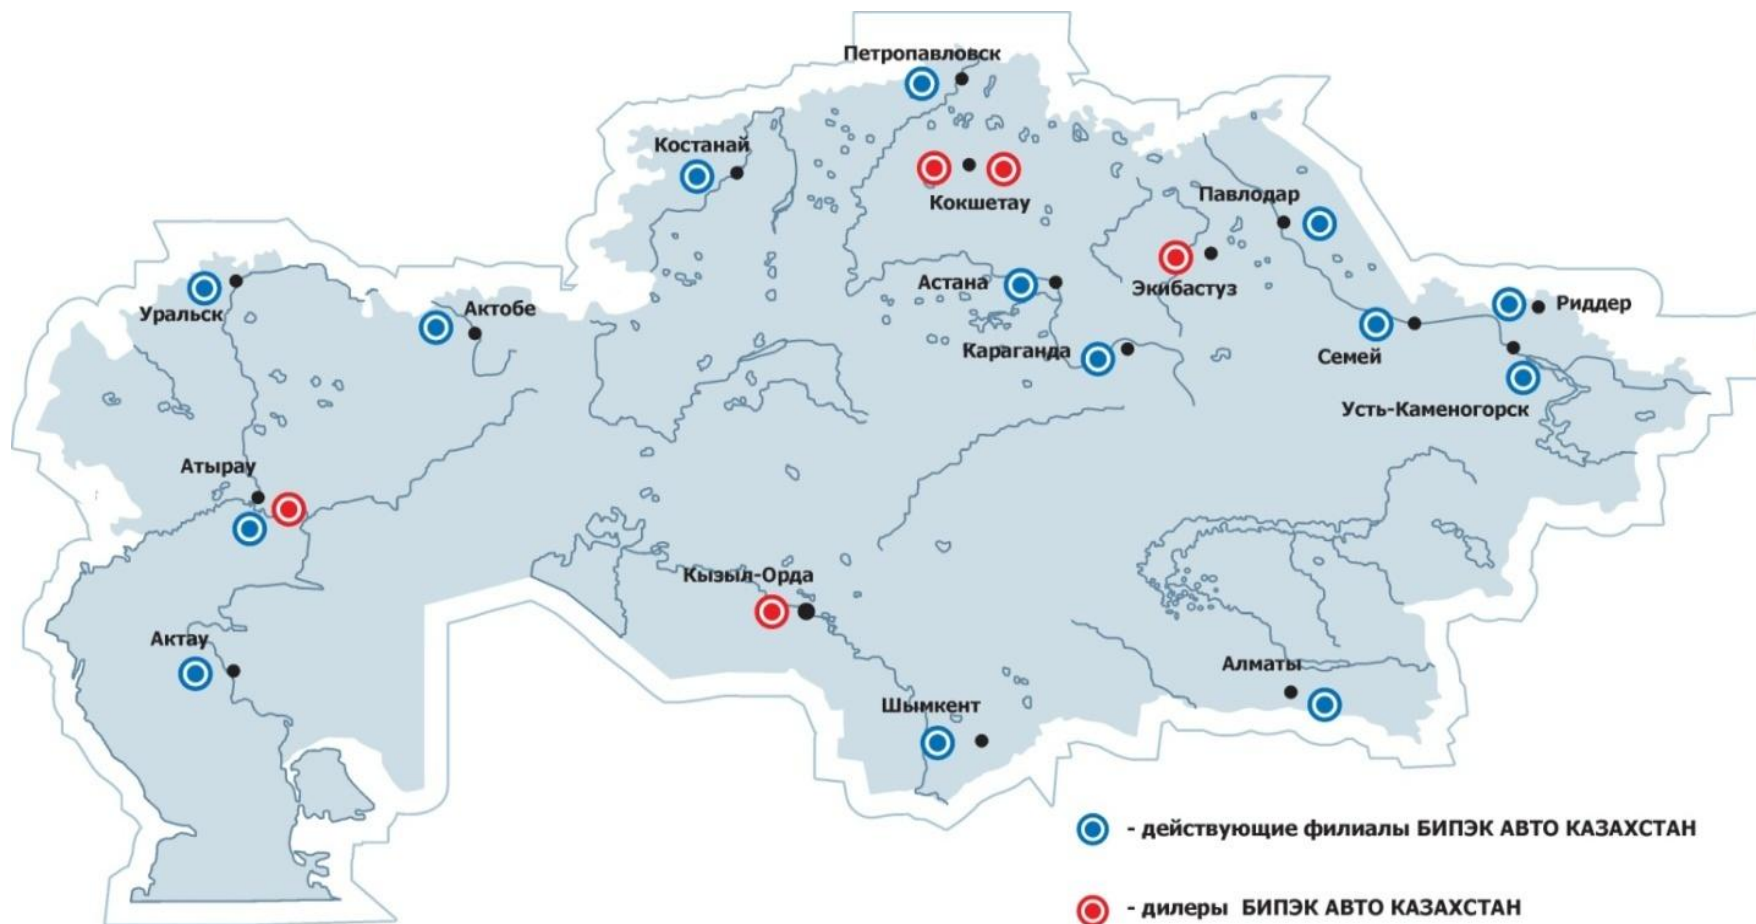 Петропавловск
Костанай
Кокшетау
Павлодар
Астана
Экибастуз
Уральск
Актобе
Риддер
Караганда
Семей
Усть-Каменогорск
Атырау
Кызыл-Орда
Актау
Алматы
Шымкент
- действующие филиалы БИПЭК АВТО КАЗАХСТАН
- дилеры БИПЭК АВТО КАЗАХСТАН